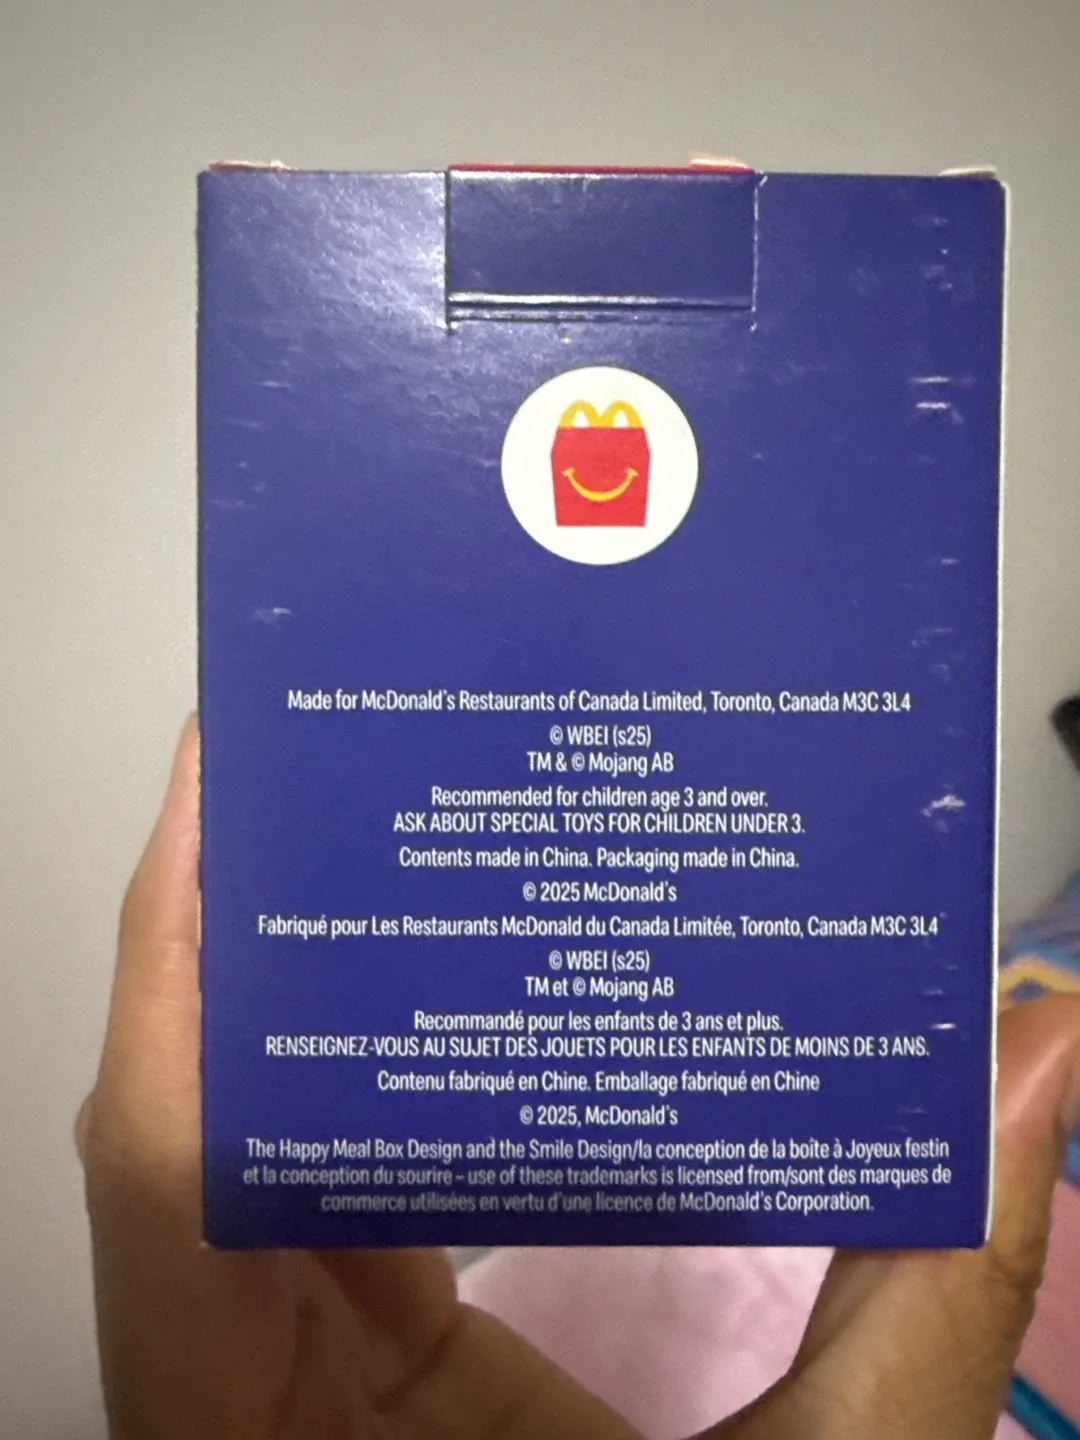 Made for McDonald's Restaurants of Canada Limited, Toronto, Canada M3C 3L4
© WBEI (s25)
TM & © Mojang AB
Recommended for children age 3 and over.
ASK ABOUT SPECIAL TOYS FOR CHILDREN UNDER 3.
Contents made in China. Packaging made in China.
© 2025 McDonald's
Fabriqué pour Les Restaurants McDonald du Canada Limitée, Toronto, Canada M3C 3L4
© WBEI (s25)
TM et © Mojang AB
Recommandé pour les enfants de 3 ans et plus.
RENSEIGNEZ-VOUS AU SUJET DES JOUETS POUR LES ENFANTS DE MOINS DE 3 ANS.
Contenu fabriqué en Chine. Emballage fabriqué en Chine
© 2025, McDonald's
The Happy Meal Box Design and the Smile Design/la conception de la boîte à Joyeux festin
et la conception du sourire – use of these trademarks is licensed from/sont des marques de
commerce utilisées en vertu d'une licence de McDonald's Corporation.